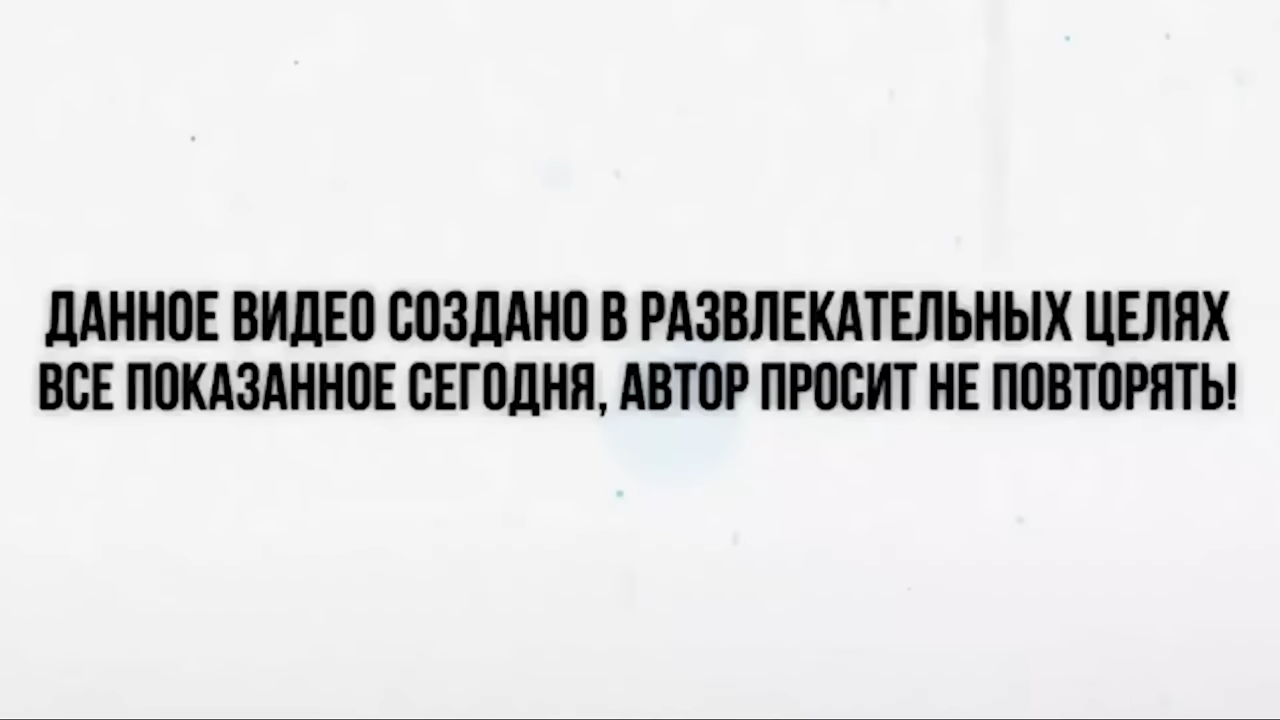 ДАННОЕ ВИДЕО СОЗДАНО В РАЗВЛЕКАТЕЛЬНЫХ ЦЕЛЯХ
ВСЕ ПОКАЗАННОЕ СЕГОДНЯ, АВТОР ПРОСИТ НЕ ПОВТОРЯТЬ!